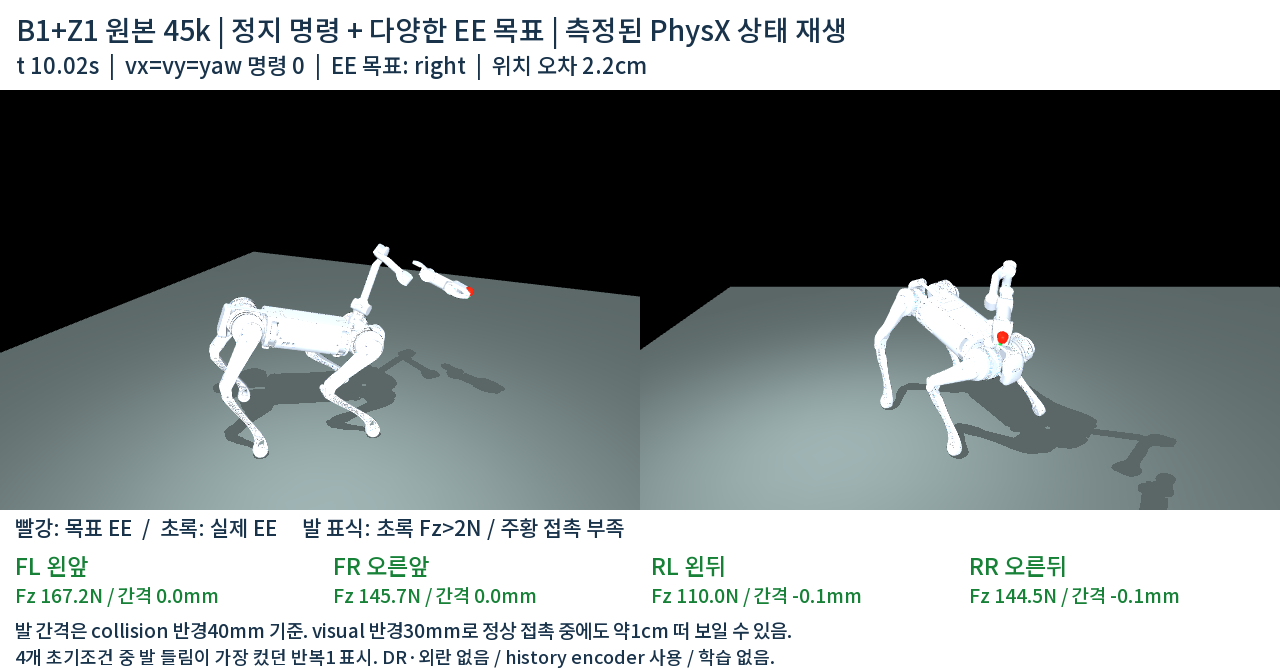 B1+Z1 원본 45k | 정지 명령 + 다양한 EE 목표 | 측정된 PhysX 상태 재생
t 10.02s | vx=vy=yaw 명령 0 | EE 목표: right | 위치 오차 2.2cm
빨강: 목표 EE / 초록: 실제 EE 발 표식: 초록 Fz>2N / 주황 접촉 부족
FL 왼앞 FR 오른앞 RL 왼뒤 RR 오른뒤
Fz 167.2N / 간격 0.0mm Fz 145.7N / 간격 0.0mm Fz 110.0N / 간격 -0.1mm Fz 144.5N / 간격 -0.1mm
발 간격은 collision 반경40mm 기준. visual 반경30mm로 정상 접촉 중에도 약1cm 떠 보일 수 있음.
4개 초기조건 중 발 들림이 가장 컸던 반복1 표시. DR·외란 없음 / history encoder 사용 / 학습 없음.